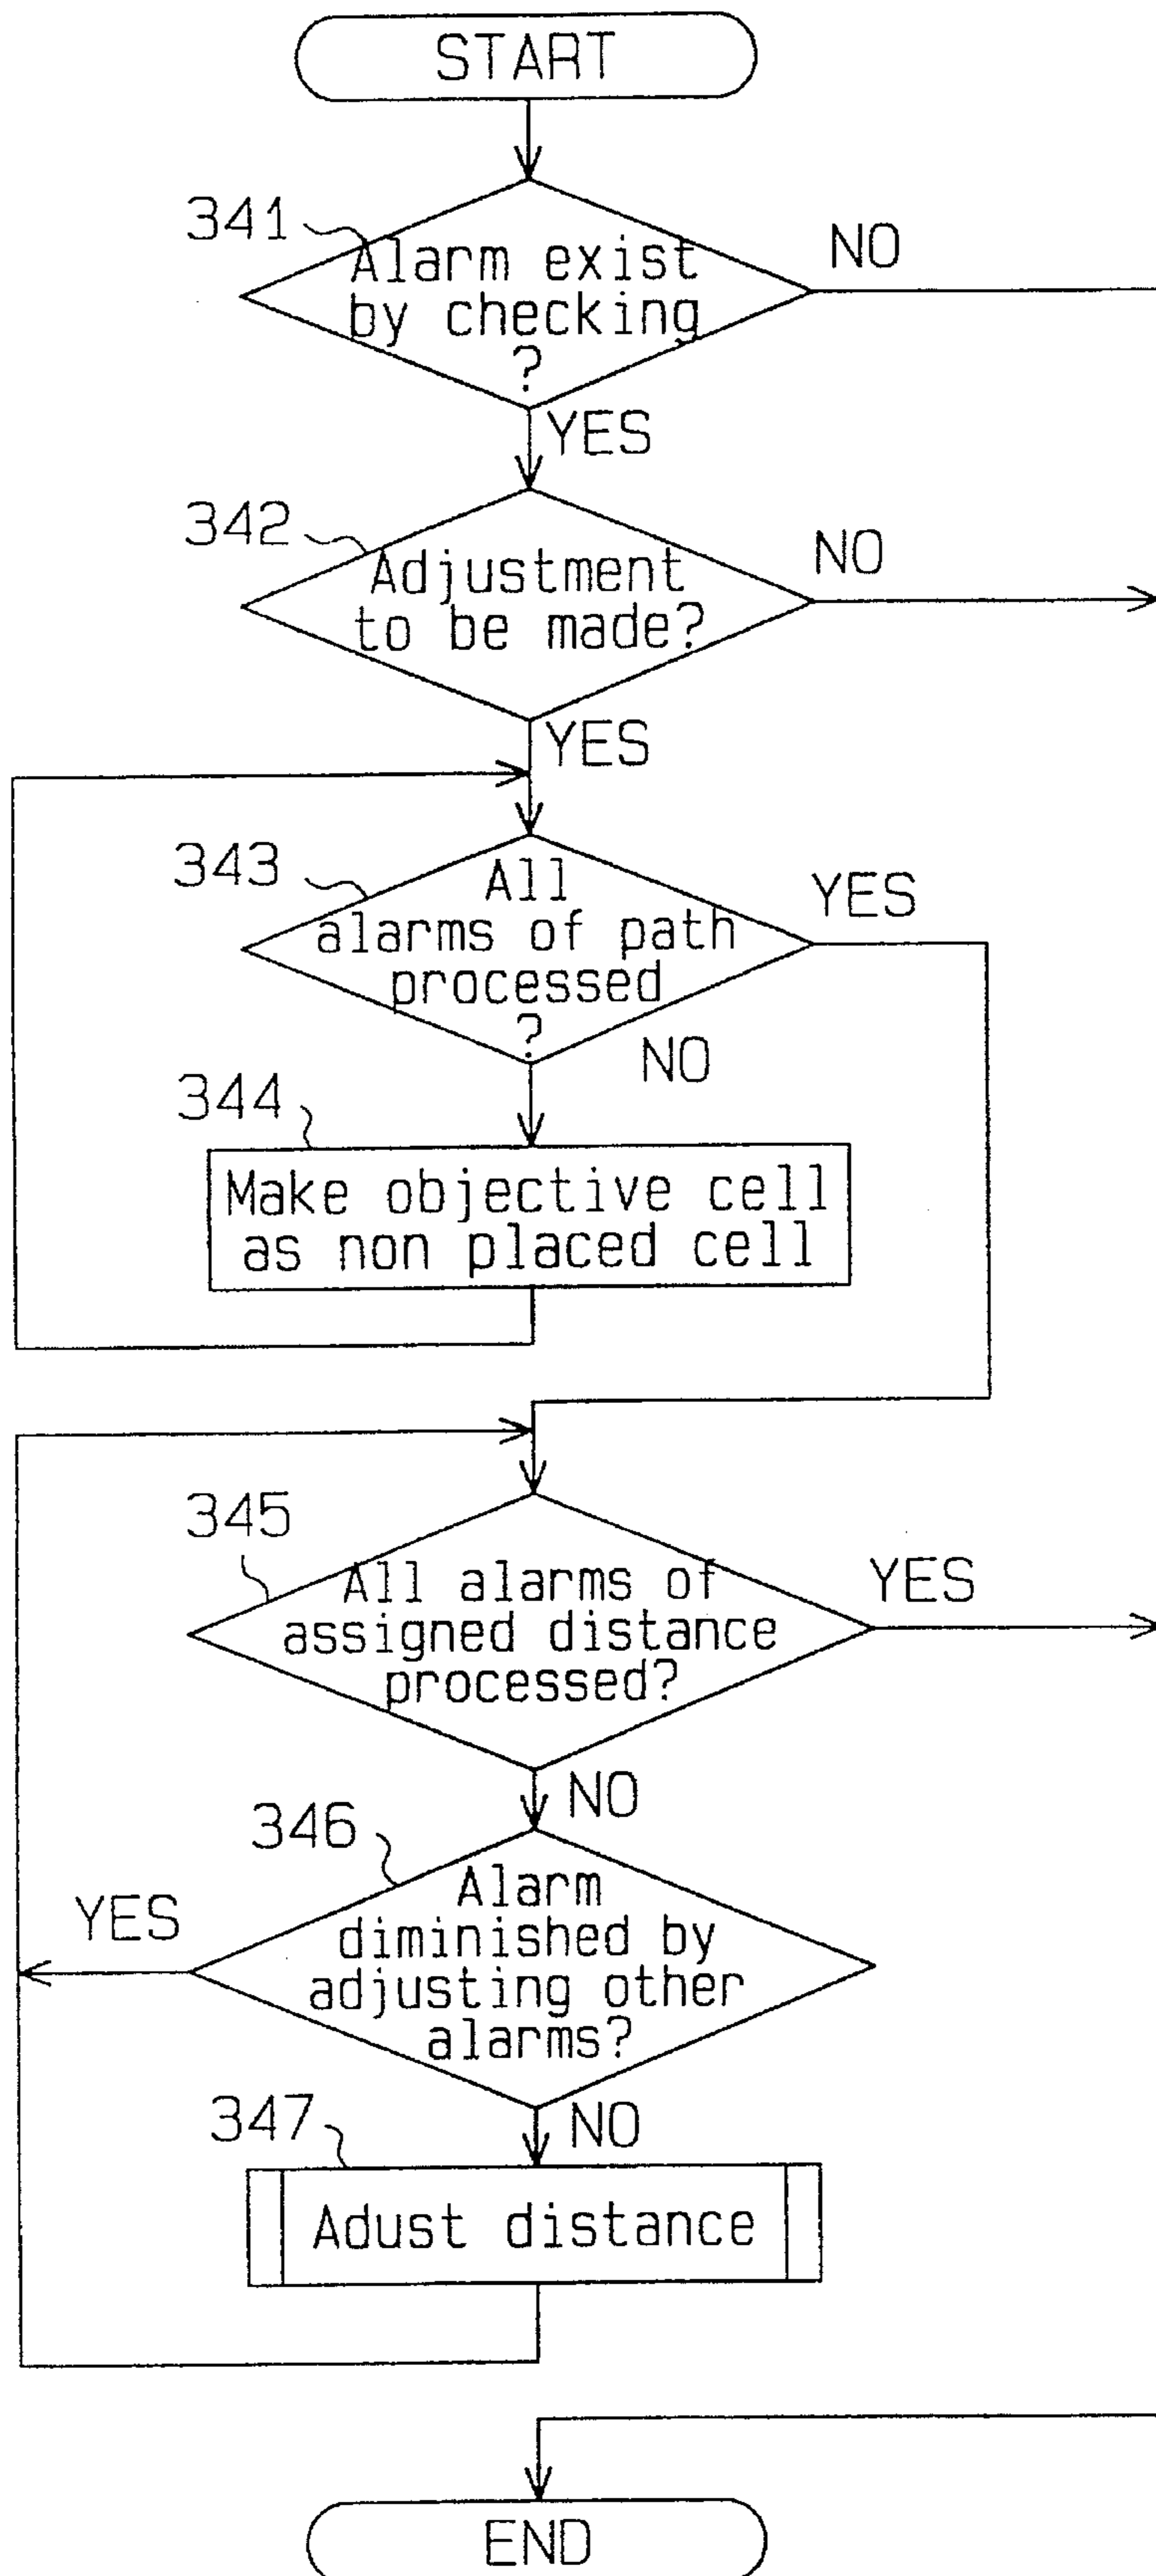 START
341
NO
Alarm exist
by checking
?
YES
342
NO
Adjustment
to be made?
YES
343
YES
All
alarms of path
processed
?
NO
344
Make objective cell
as non placed cell
345
YES
All alarms of
assigned distance
processed?
NO
346
YES
Alarm
diminished by
adjusting other
alarms?
NO
347
Adust distance
END